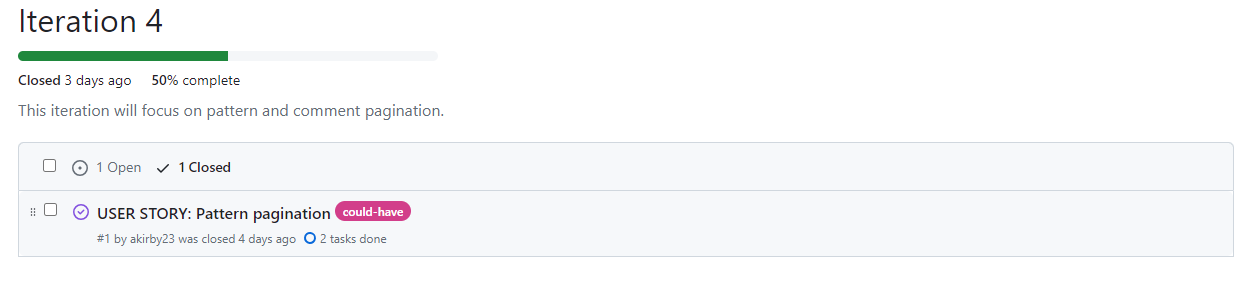 Iteration 4
Closed 3 days ago 50% complete
This iteration will focus on pattern and comment pagination.
1 Open 1 Closed
USER STORY: Pattern pagination could-have
#1 by akirby23 was closed 4 days ago 2 tasks done